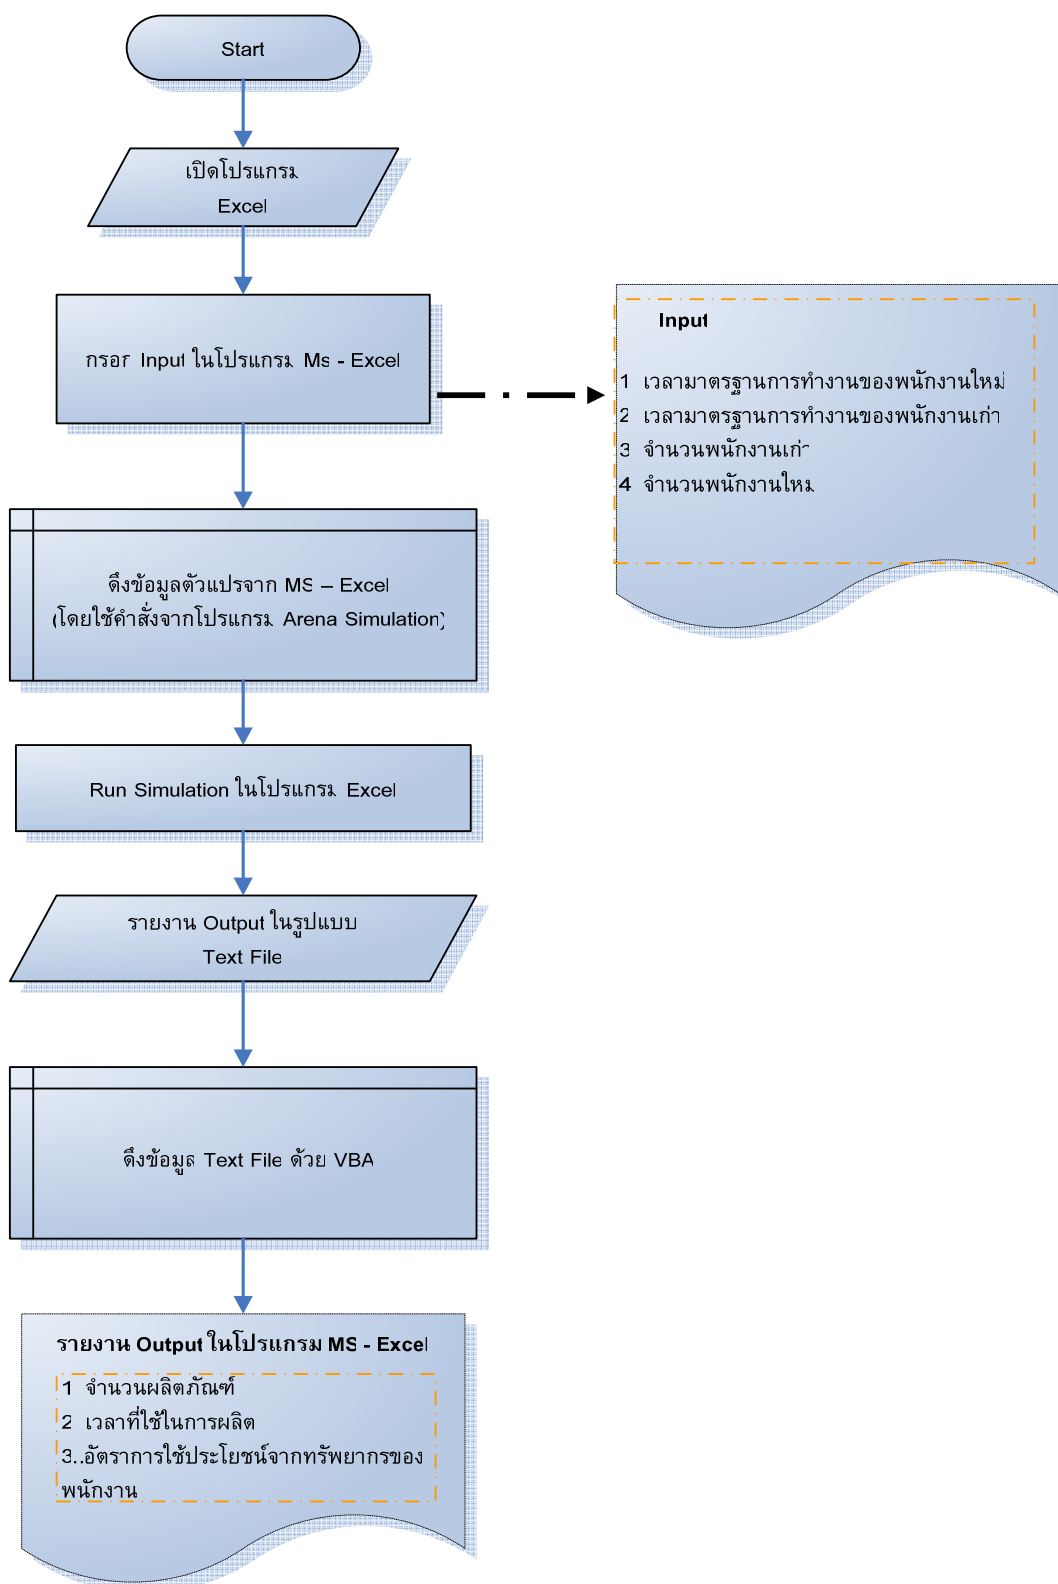 Start
เปิดโปรแกรม
Excel
กรอก Input ในโปรแกรม Ms - Excel
Input
1 เวลามาตรฐานการทำงานของพนักงานใหม่
2 เวลามาตรฐานการทำงานของพนักงานเก่า
3 จำนวนพนักงานเก่า
4 จำนวนพนักงานใหม่
ดึงข้อมูลตัวแปรจาก MS – Excel
(โดยใช้คำสั่งจากโปรแกรม Arena Simulation)
Run Simulation ในโปรแกรม Excel
รายงาน Output ในรูปแบบ
Text File
ดึงข้อมูล Text File ด้วย VBA
รายงาน Output ในโปรแกรม MS - Excel
1 จำนวนผลิตภัณฑ์
2 เวลาที่ใช้ในการผลิต
3..อัตราการใช้ประโยชน์จากทรัพยากรของ
พนักงาน